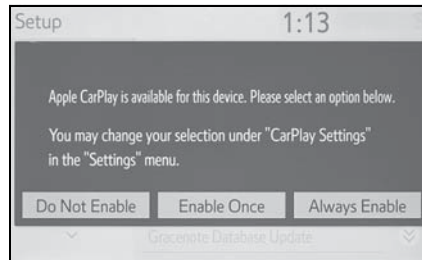 Setup
1:13
Apple CarPlay is available for this device. Please select an option below.
You may change your selection under "CarPlay Settings"
in the "Settings" menu.
Do Not Enable
Enable Once
Always Enable
Gracenote Database Update